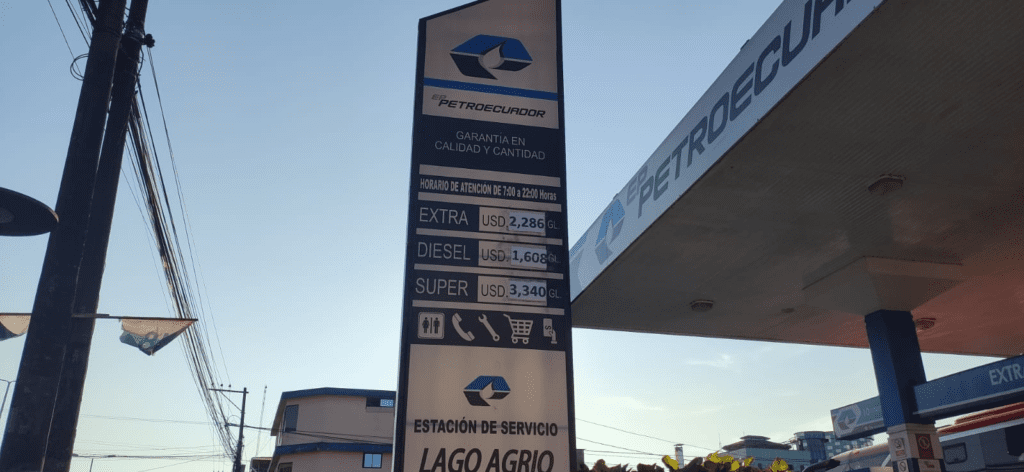 EP PETROECUADOR
GARANTIA EN
CALIDAD Y CANTIDAD
HORARIO DE ATENCION DE 7:00 a 22:00 Horas
EXTRA USD. 2,286 GL.
DIESEL USD. 1,608 GL.
SUPER USD. 3,340 GL.
ESTACIÓN DE SERVICIO
LAGO AGRIO
EP PETROECUADOR
EXTRA